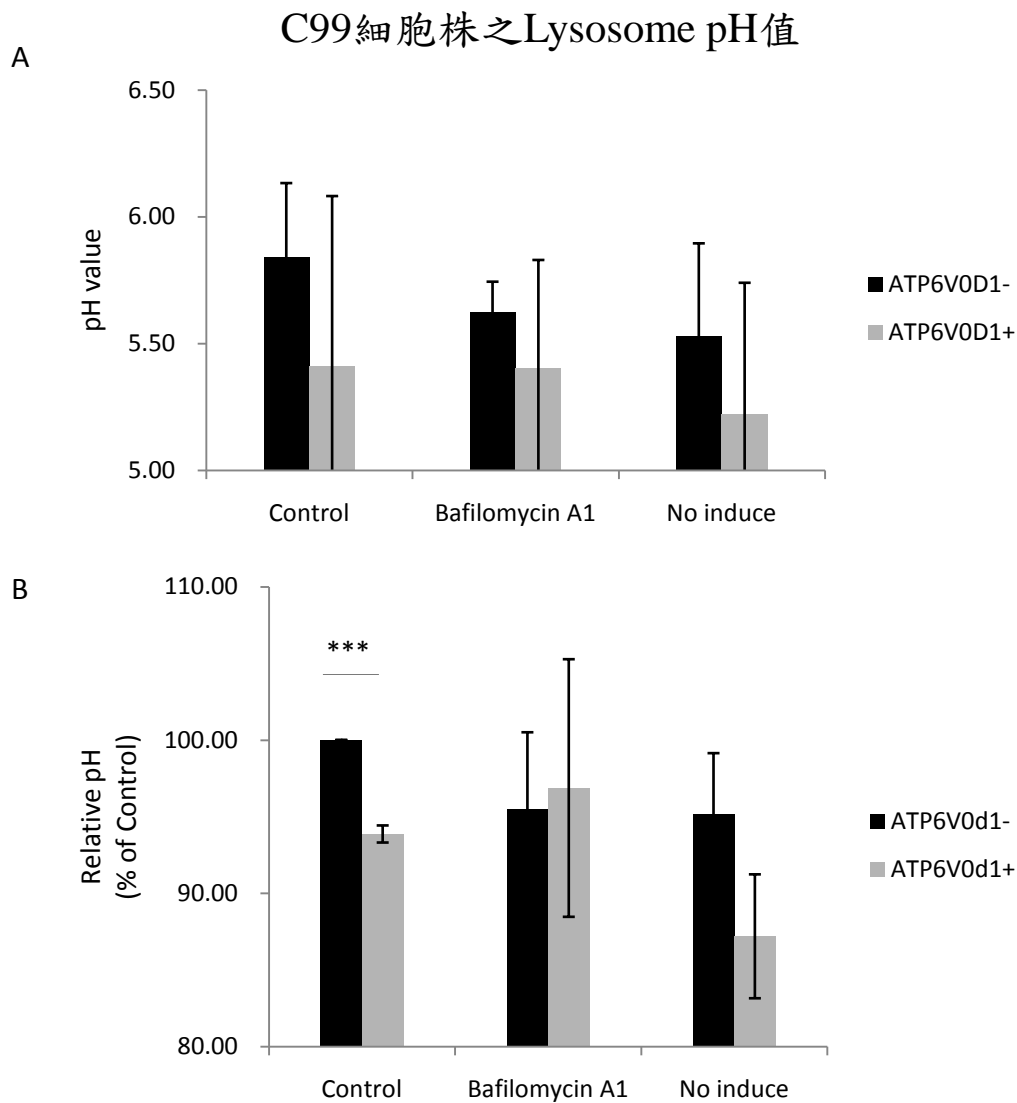 C99細胞株之Lysosome pH值
A
6.50
6.00
5.50
5.00
pH value
Control
Bafilomycin A1
No induce
ATP6V0D1-
ATP6V0D1+
B
110.00
100.00
90.00
80.00
Relative pH
(% of Control)
***
Control
Bafilomycin A1
No induce
ATP6V0d1-
ATP6V0d1+